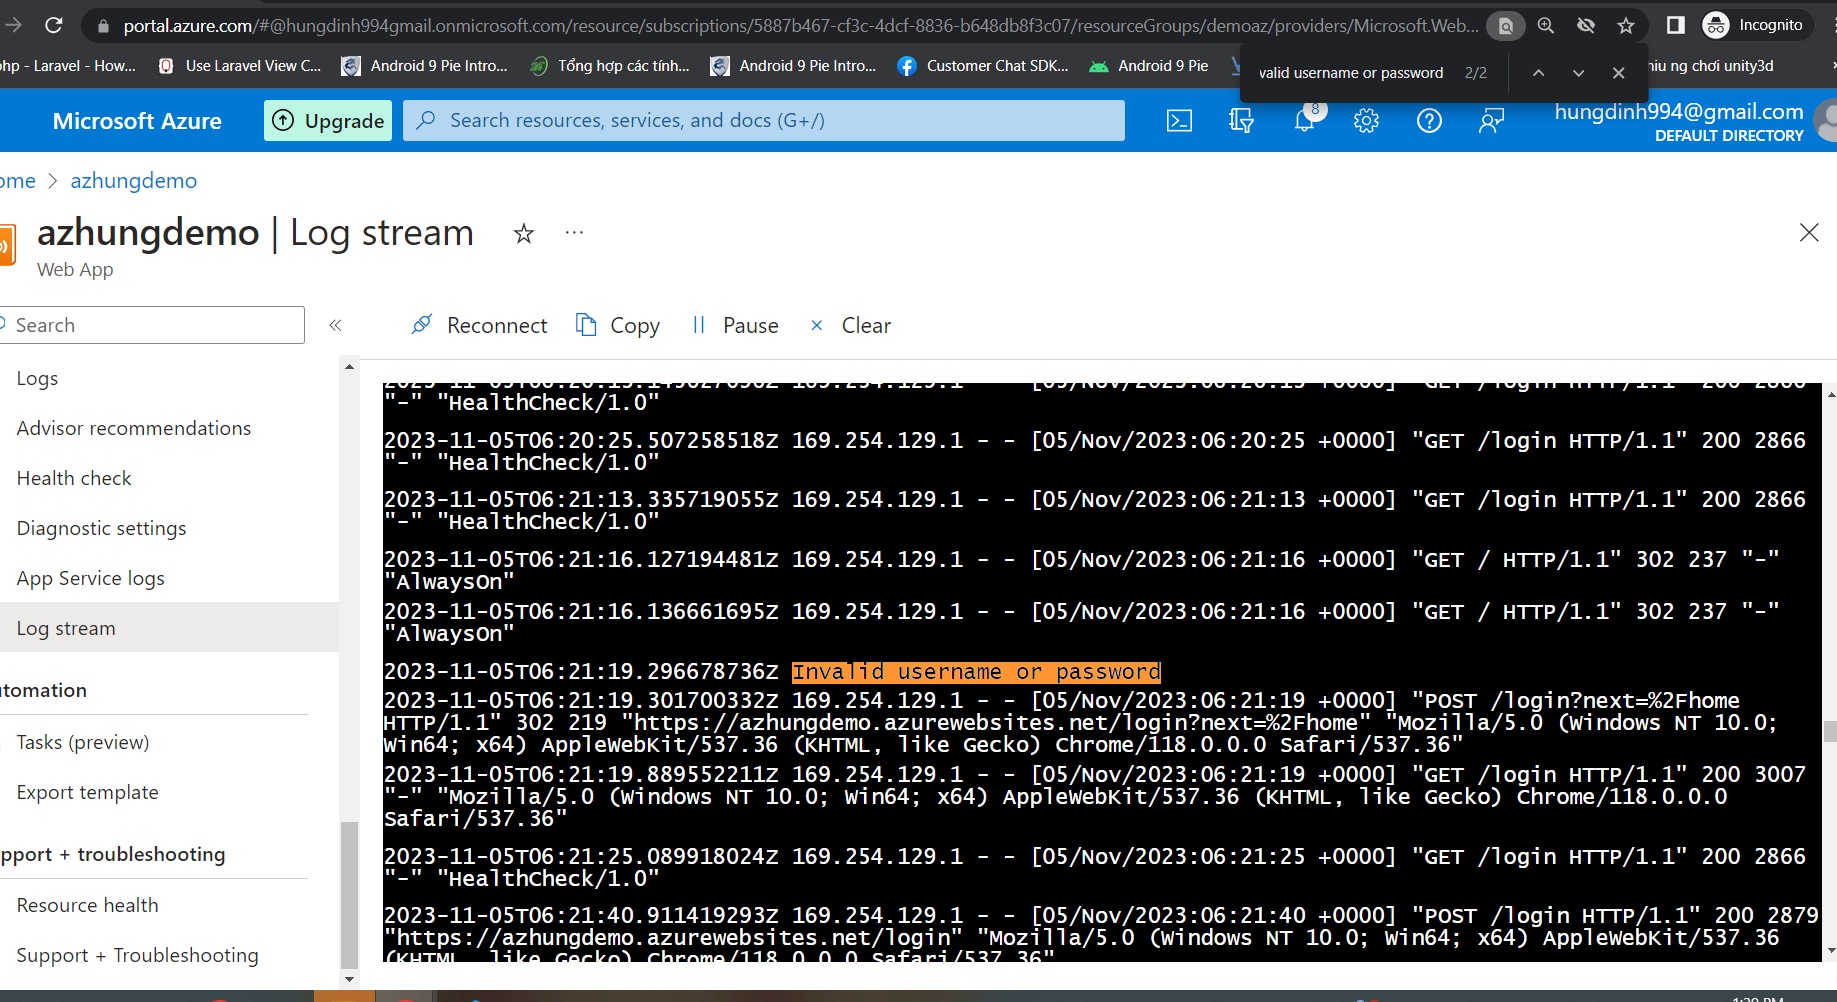 portal.azure.com/#@hungdinh994gmail.onmicrosoft.com/resource/subscriptions/5887b467-cf3c-4dcf-8836-b648db8f3c07/resourceGroups/demoaz/providers/Microsoft.Web...
Incognito
php - Laravel - How...
Use Laravel View C...
Android 9 Pie Intro...
Tổng hợp các tính...
Android 9 Pie Intro...
Customer Chat SDK...
Android 9 Pie
valid username or password 2/2
hiu ng chơi unity3d
Microsoft Azure
Upgrade
Search resources, services, and docs (G+/)
8
hungdinh994@gmail.com
DEFAULT DIRECTORY
ome > azhungdemo
azhungdemo | Log stream
Web App
Search
Reconnect
Copy
Pause
Clear
Logs
Advisor recommendations
Health check
Diagnostic settings
App Service logs
Log stream
tomation
Tasks (preview)
Export template
pport + troubleshooting
Resource health
Support + Troubleshooting
"-" "HealthCheck/1.0"
2023-11-05T06:20:25.507258518Z 169.254.129.1 - - [05/Nov/2023:06:20:25 +0000] "GET /login HTTP/1.1" 200 2866
"-" "HealthCheck/1.0"
2023-11-05T06:21:13.335719055Z 169.254.129.1 - - [05/Nov/2023:06:21:13 +0000] "GET /login HTTP/1.1" 200 2866
"-" "HealthCheck/1.0"
2023-11-05T06:21:16.127194481Z 169.254.129.1 - - [05/Nov/2023:06:21:16 +0000] "GET / HTTP/1.1" 302 237 "-"
"AlwaysOn"
2023-11-05T06:21:16.136661695Z 169.254.129.1 - - [05/Nov/2023:06:21:16 +0000] "GET / HTTP/1.1" 302 237 "-"
"AlwaysOn"
2023-11-05T06:21:19.296678736Z Invalid username or password
2023-11-05T06:21:19.301700332Z 169.254.129.1 - - [05/Nov/2023:06:21:19 +0000] "POST /login?next=%2Fhome
HTTP/1.1" 302 219 "https://azhungdemo.azurewebsites.net/login?next=%2Fhome" "Mozilla/5.0 (Windows NT 10.0;
Win64; x64) AppleWebKit/537.36 (KHTML, like Gecko) Chrome/118.0.0.0 Safari/537.36"
2023-11-05T06:21:19.889552211Z 169.254.129.1 - - [05/Nov/2023:06:21:19 +0000] "GET /login HTTP/1.1" 200 3007
"-" "Mozilla/5.0 (Windows NT 10.0; Win64; x64) AppleWebKit/537.36 (KHTML, like Gecko) Chrome/118.0.0.0
Safari/537.36"
2023-11-05T06:21:25.089918024Z 169.254.129.1 - - [05/Nov/2023:06:21:25 +0000] "GET /login HTTP/1.1" 200 2866
"-" "HealthCheck/1.0"
2023-11-05T06:21:40.911419293Z 169.254.129.1 - - [05/Nov/2023:06:21:40 +0000] "POST /login HTTP/1.1" 200 2879
"https://azhungdemo.azurewebsites.net/login" "Mozilla/5.0 (Windows NT 10.0; Win64; x64) AppleWebKit/537.36
(KHTML, like Gecko) Chrome/118.0.0.0 Safari/537.36"